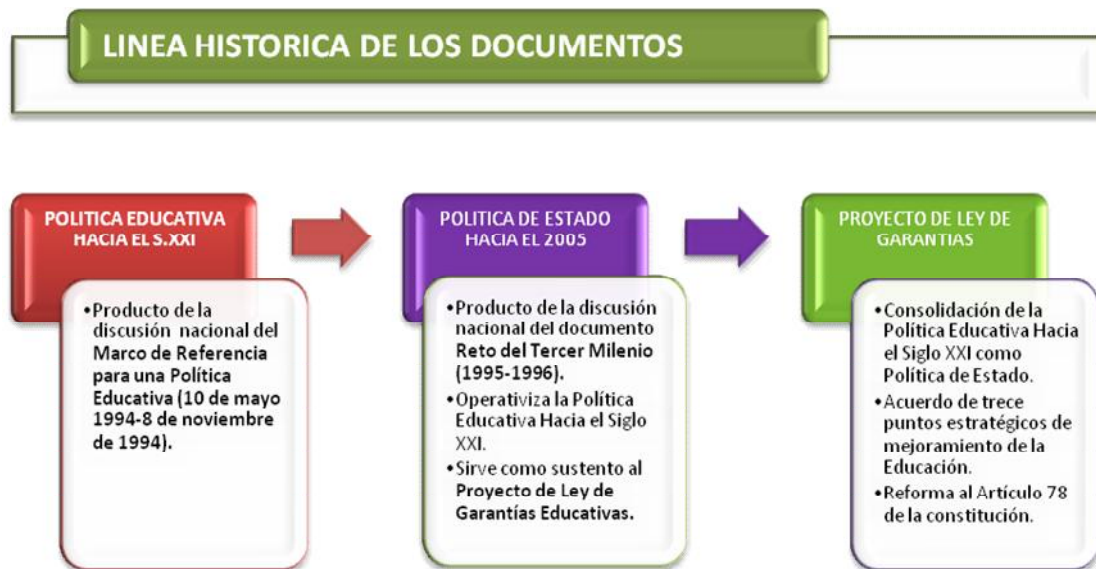 LINEA HISTORICA DE LOS DOCUMENTOS
POLITICA EDUCATIVA
HACIA EL S.XXI
•Producto de la
discusión nacional del
Marco de Referencia
para una Política
Educativa (10 de mayo
1994-8 de noviembre
de 1994).
POLITICA DE ESTADO
HACIA EL 2005
•Producto de la discusión
nacional del documento
Reto del Tercer Milenio
(1995-1996).
•Operativiza la Política
Educativa Hacia el Siglo
XXI.
•Sirve como sustento al
Proyecto de Ley de
Garantías Educativas.
PROYECTO DE LEY DE
GARANTIAS
•Consolidación de la
Política Educativa Hacia
el Siglo XXI como
Política de Estado.
•Acuerdo de trece
puntos estratégicos de
mejoramiento de la
Educación.
•Reforma al Artículo 78
de la constitución.